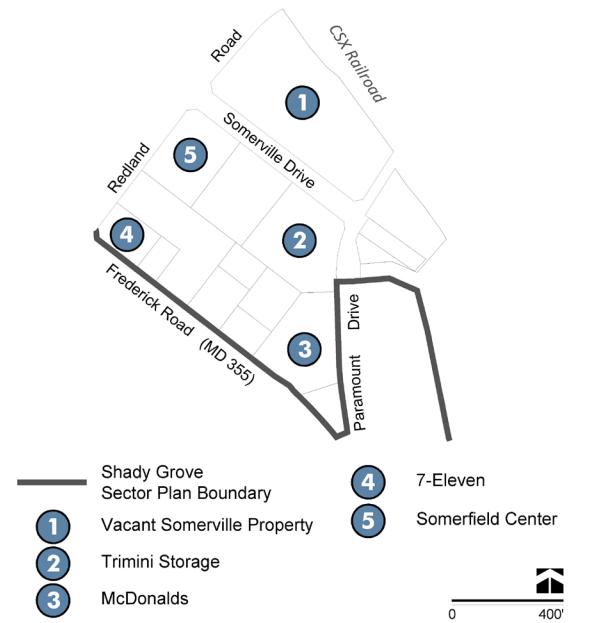 Road
CSX Railroad
1
Somerville Drive
5
Redland
2
4
Frederick Road (MD 355)
3
Paramount Drive
Shady Grove
Sector Plan Boundary
1 Vacant Somerville Property
2 Trimini Storage
3 McDonalds
4 7-Eleven
5 Somerfield Center
0 400'